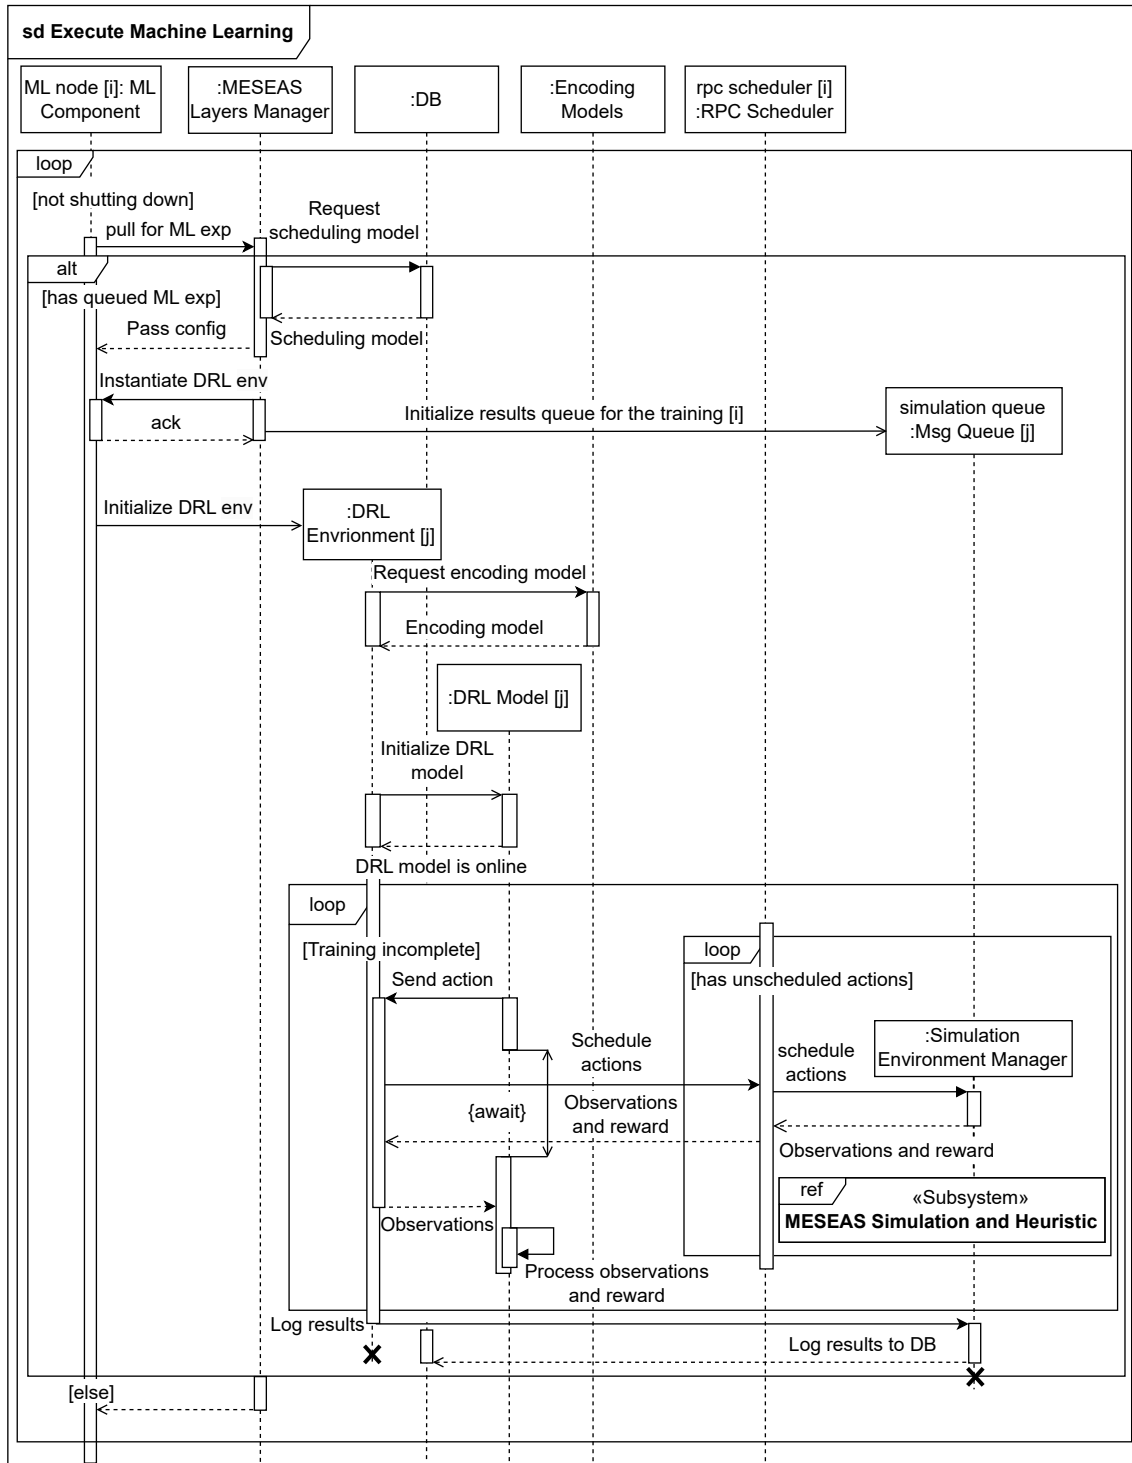 sd Execute Machine Learning
ML node [i]: ML
Component
:MESEAS
Layers Manager
:DB
:Encoding
Models
rpc scheduler [i]
:RPC Scheduler
loop
[not shutting down]
pull for ML exp
Request
scheduling model
alt
[has queued ML exp]
Pass config
Scheduling model
Instantiate DRL env
ack
Initialize results queue for the training [i]
simulation queue
:Msg Queue [j]
Initialize DRL env
:DRL
Envrionment [j]
Request encoding model
Encoding model
:DRL Model [j]
Initialize DRL
model
DRL model is online
loop
[Training incomplete]
Send action
loop
[has unscheduled actions]
Schedule
actions
:Simulation
Environment Manager
schedule
actions
{await}
Observations
and reward
Observations and reward
ref
«Subsystem»
MESEAS Simulation and Heuristic
Observations
Process observations
and reward
Log results
Log results to DB
[else]